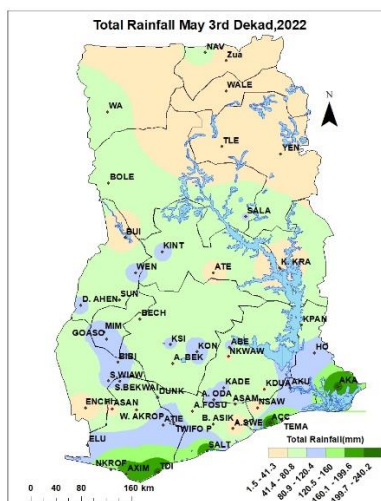 Total Rainfall May 3rd Dekad,2022
NAV
Zua
WALE
WA
N
TLE
YEN
BOLE
SALA
BUI
KINT
WEN
ATE
K. KRA
SUN
D. AHEN
BECH
KPAN
MIM
GOASO
KSI
KON
ABE
HO
NKWAW
BIBI
A. BEK
S.WIAW
KADE
KDUA
AKU
AKA
S.BEKWAI
DUNK
A. ODA
ENCHI
ASAN
A.FOSU
ASAM
NSAW
W. AKROP
ATIE
B. ASIK
A.SWE
ACC
TEMA
TWIFO P
ELU
SALT
NKROF
AXIM
TDI
Total Rainfall(mm)
1.5 - 41.3
41.4 - 80.8
80.9 - 120.4
120.5 - 160
160.1 - 199.6
199.7 - 240.2
0
20
40
80
120
160 km